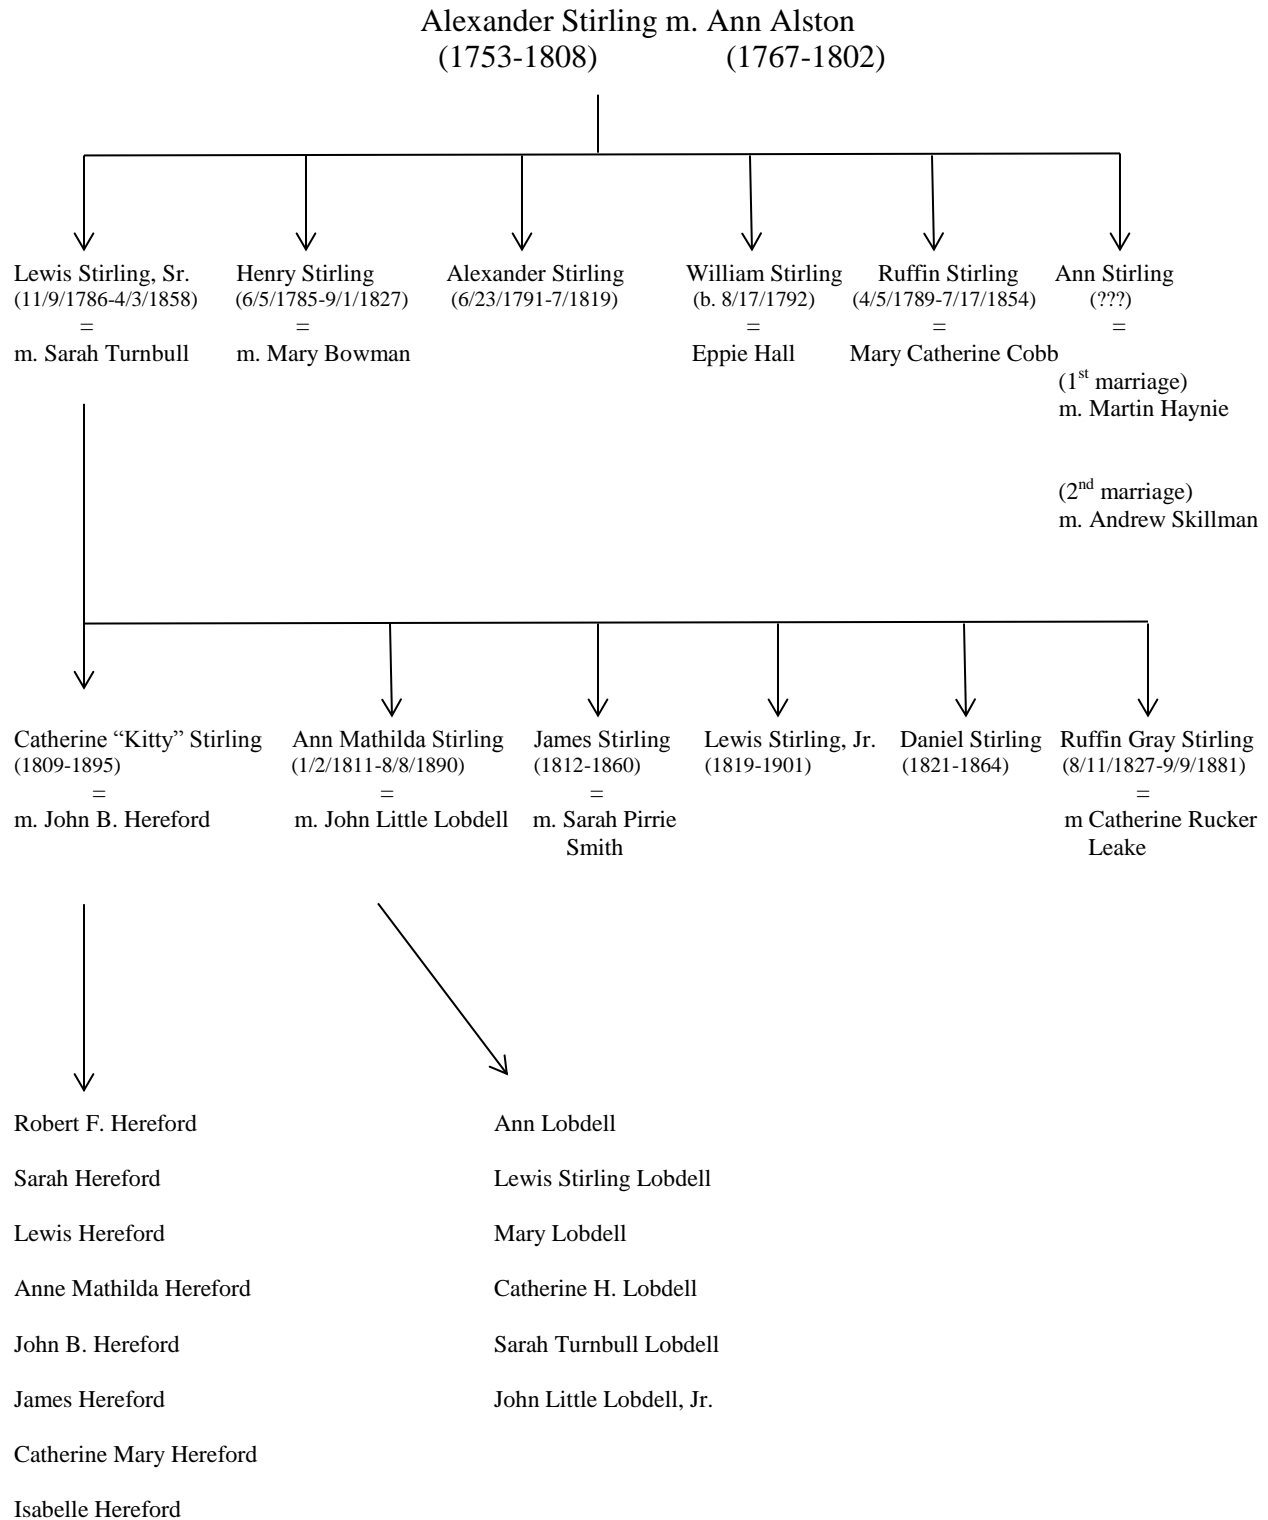 Alexander Stirling m. Ann Alston
(1753-1808) (1767-1802)
Lewis Stirling, Sr. Henry Stirling Alexander Stirling William Stirling Ruffin Stirling Ann Stirling
(11/9/1786-4/3/1858) (6/5/1785-9/1/1827) (6/23/1791-7/1819) (b. 8/17/1792) (4/5/1789-7/17/1854) (???)
= = = = =
m. Sarah Turnbull m. Mary Bowman Eppie Hall Mary Catherine Cobb
(1st marriage)
m. Martin Haynie
(2nd marriage)
m. Andrew Skillman
Catherine “Kitty” Stirling Ann Mathilda Stirling James Stirling Lewis Stirling, Jr. Daniel Stirling Ruffin Gray Stirling
(1809-1895) (1/2/1811-8/8/1890) (1812-1860) (1819-1901) (1821-1864) (8/11/1827-9/9/1881)
= = = =
m. John B. Hereford m. John Little Lobdell m. Sarah Pirrie m Catherine Rucker
Smith Leake
Robert F. Hereford Ann Lobdell
Sarah Hereford Lewis Stirling Lobdell
Lewis Hereford Mary Lobdell
Anne Mathilda Hereford Catherine H. Lobdell
John B. Hereford Sarah Turnbull Lobdell
James Hereford John Little Lobdell, Jr.
Catherine Mary Hereford
Isabelle Hereford